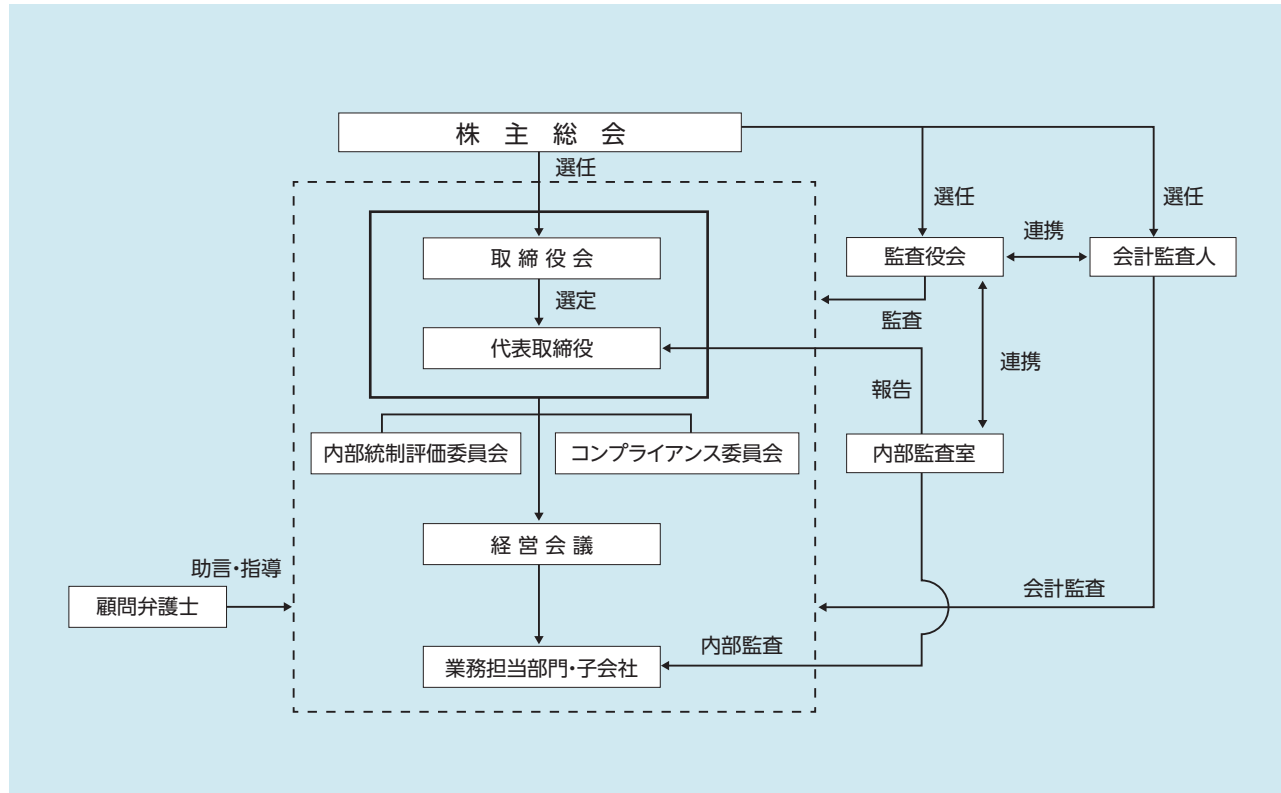 株主総会
選任
選任
選任
取締役会
監査役会
連携
会計監査人
選定
監査
代表取締役
連携
報告
内部統制評価委員会
コンプライアンス委員会
内部監査室
経営会議
助言・指導
会計監査
顧問弁護士
内部監査
業務担当部門・子会社